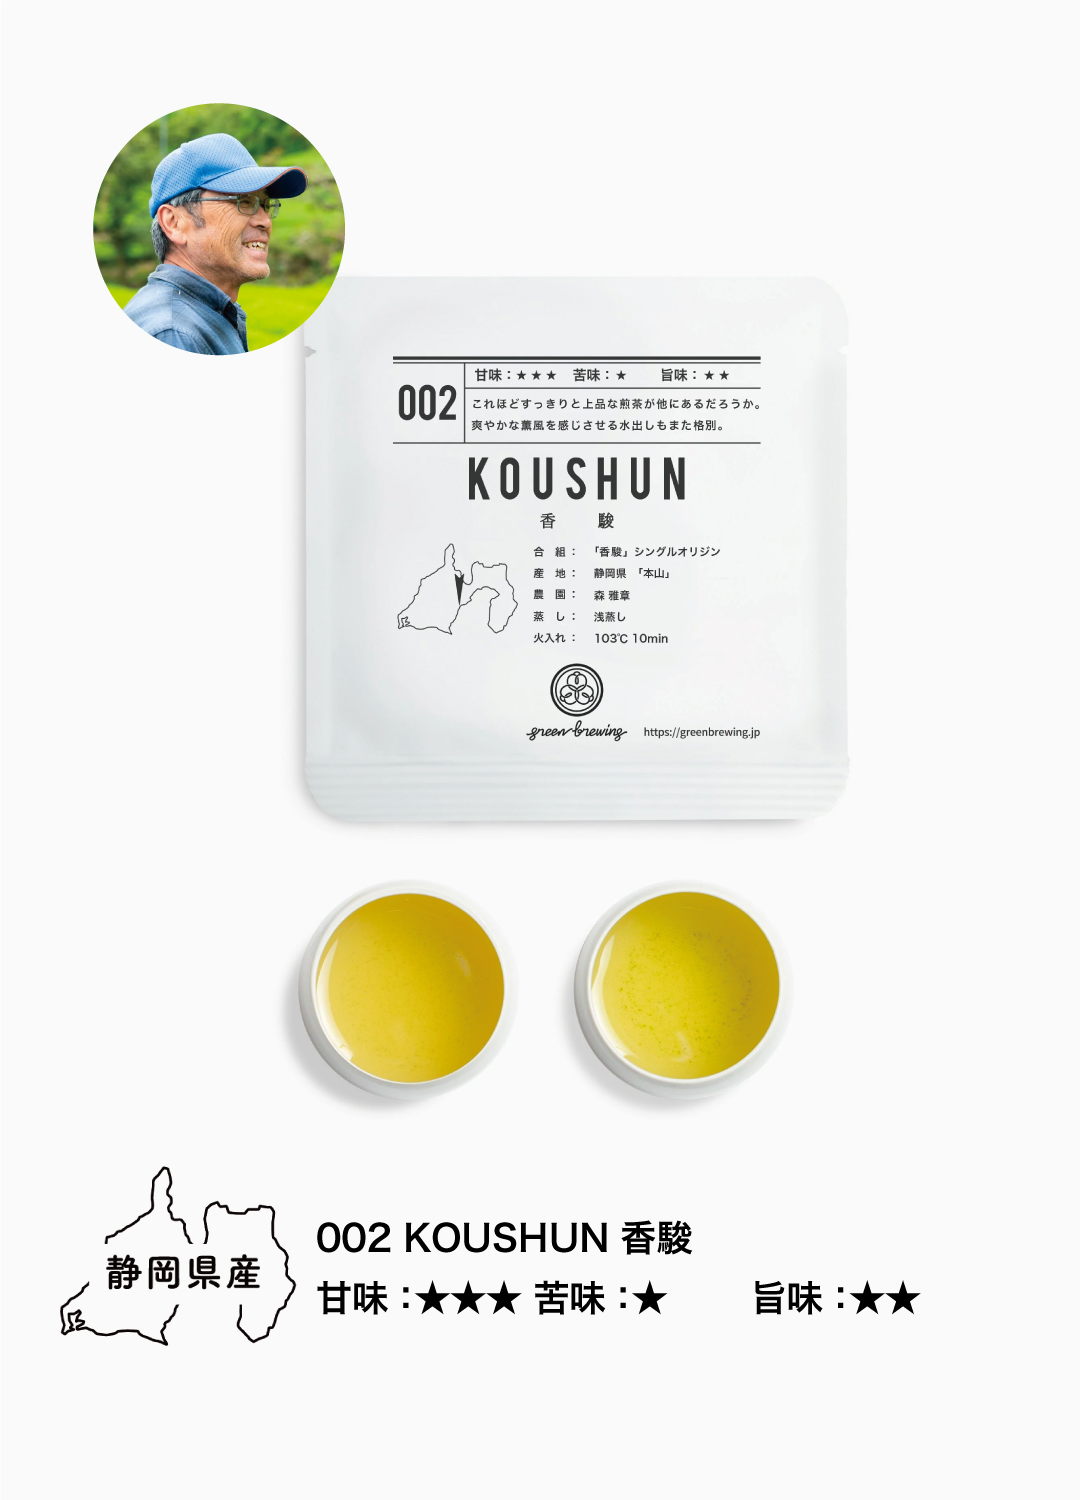 002
甘味：★★★ 苦味：★ 旨味：★★
これほどすっきりと上品な煎茶が他にあるだろうか。
爽やかな薫風を感じさせる水出しもまた格別。
KOUSHUN
香 駿
合 組： 「香駿」シングルオリジン
産 地： 静岡県 「本山」
農 園： 森 雅章
蒸 し： 浅蒸し
火入れ： 103℃ 10min
green brewing https://greenbrewing.jp
静岡県産
002 KOUSHUN 香駿
甘味：★★★ 苦味：★ 旨味：★★